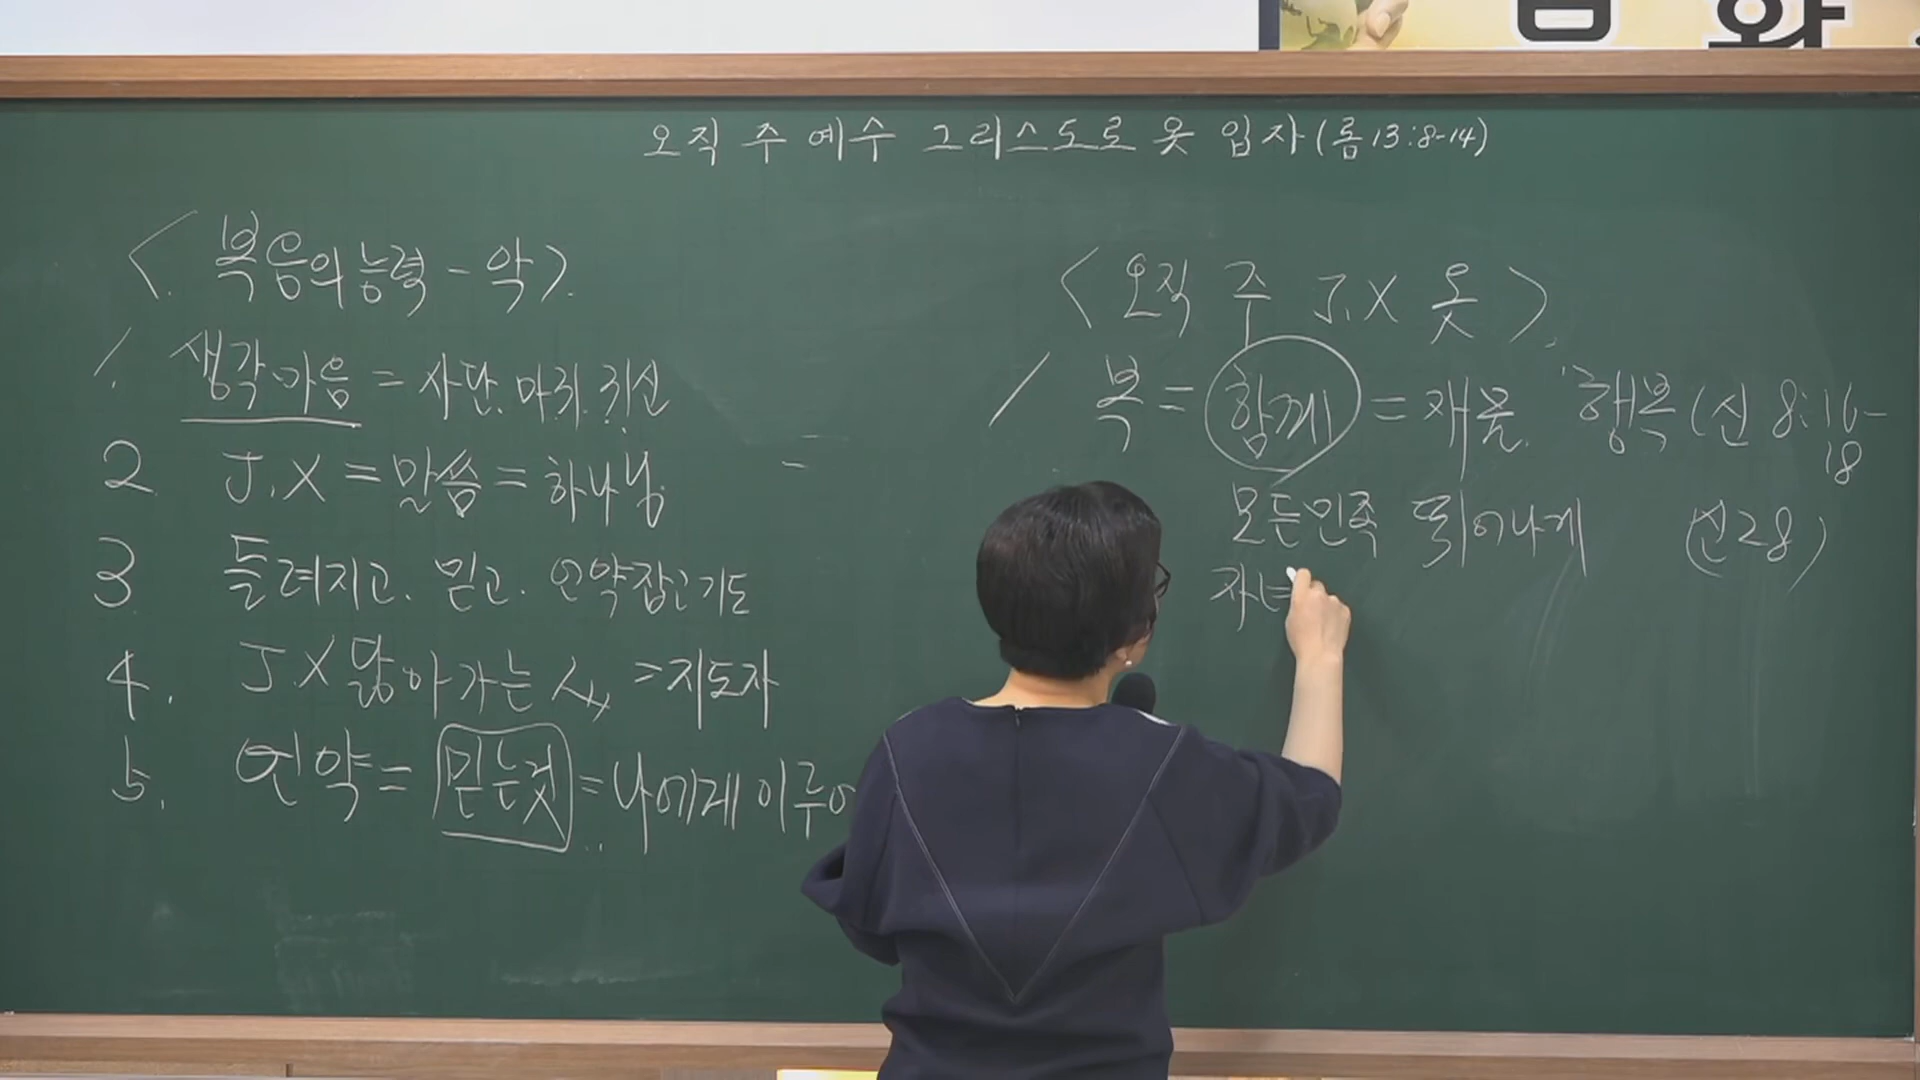 오직 주 예수 그리스도로 옷 입자 (롬 13:8-14)
<복음의 능력 - 악>
1. 생각 마음 = 사단. 마귀. 귀신
2 J.X = 말씀 = 하나님
3 들려지고. 믿고. 언약잡고 기도
4. J.X 닮아가는 = 지도자
5. 언약 = 믿는것 = 나에게 이루어
<오직 주 J.X 옷>
1 복 = 함께 = 재물. 행복 (신 8:16-18
모든민족 뛰어나게 (신28)
자녀